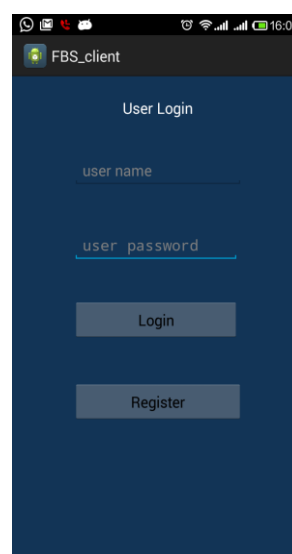 16:0
FBS_client
User Login
user name
user password
Login
Register